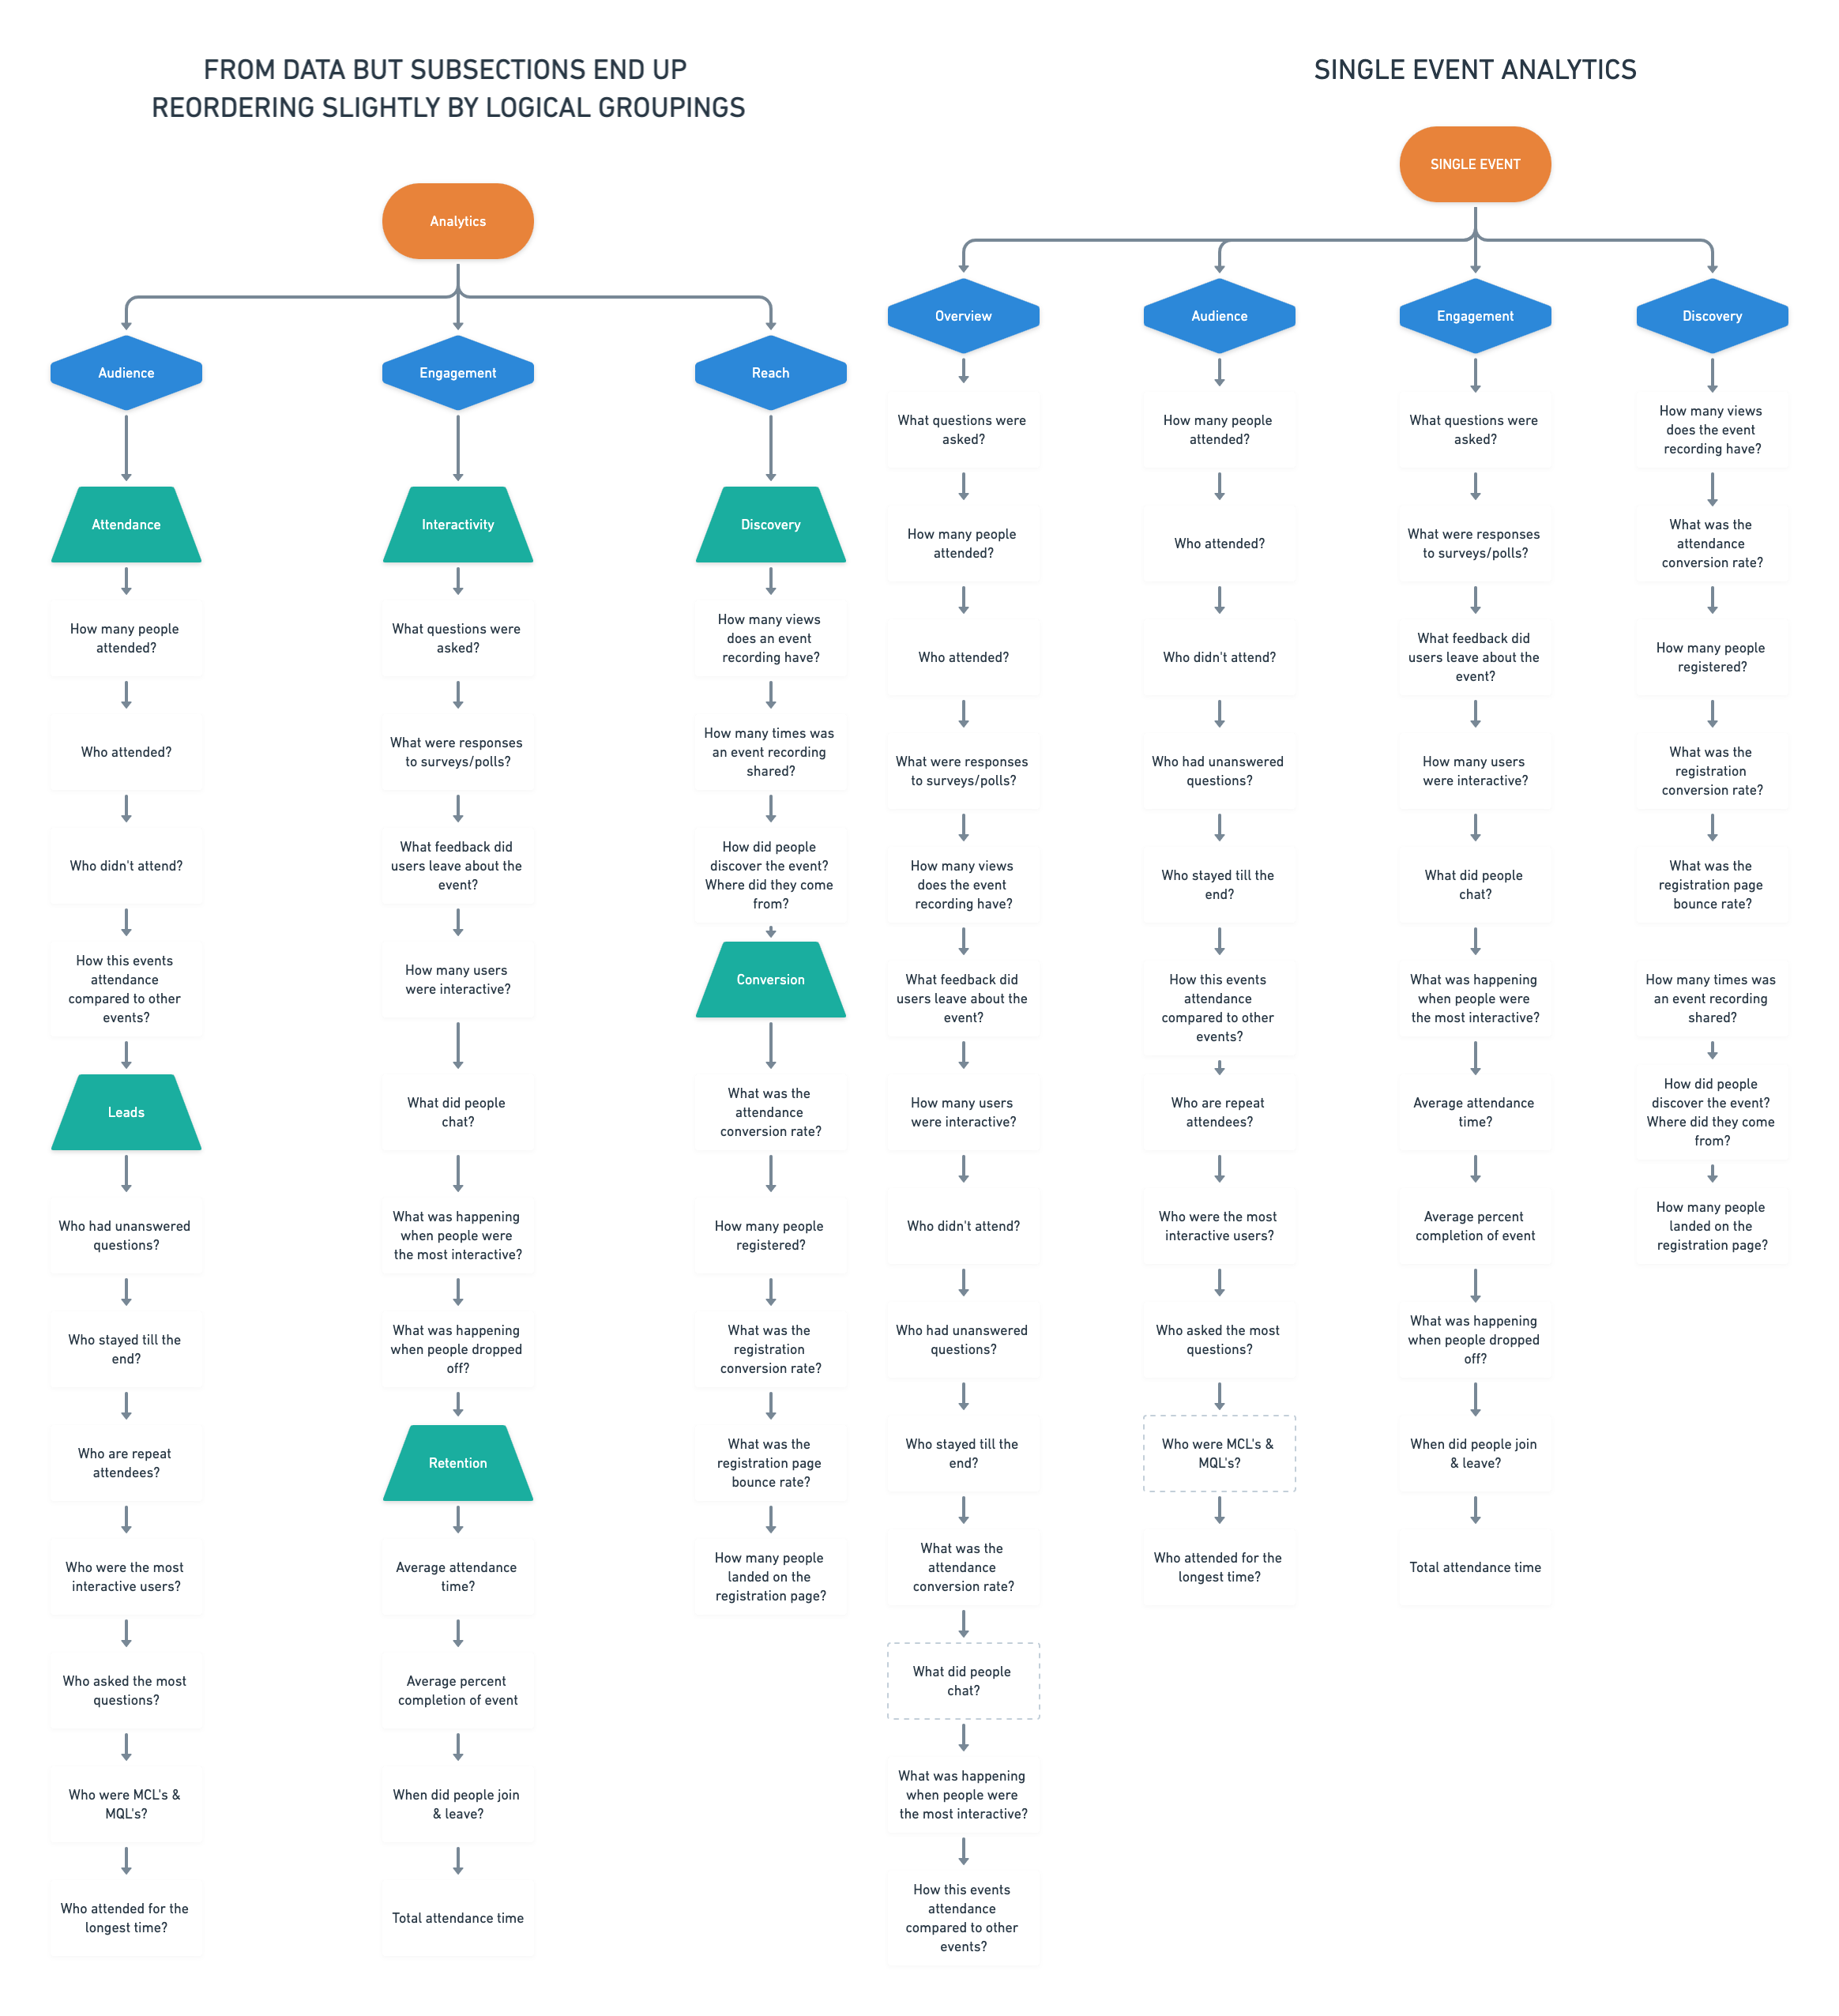 FROM DATA BUT SUBSECTIONS END UP
REORDERING SLIGHTLY BY LOGICAL GROUPINGS
Analytics
Audience
Attendance
How many people
attended?
Who attended?
Who didn't attend?
How this events
attendance
compared to other
events?
Leads
Who had unanswered
questions?
Who stayed till the
end?
Who are repeat
attendees?
Who were the most
interactive users?
Who asked the most
questions?
Who were MCL's &
MQL's?
Who attended for the
longest time?
Engagement
Interactivity
What questions were
asked?
What were responses
to surveys/polls?
What feedback did
users leave about the
event?
How many users
were interactive?
What did people
chat?
What was happening
when people were
the most interactive?
What was happening
when people dropped
off?
Retention
Average attendance
time?
Average percent
completion of event
When did people join
& leave?
Total attendance time
Reach
Discovery
How many views
does an event
recording have?
How many times was
an event recording
shared?
How did people
discover the event?
Where did they come
from?
Conversion
What was the
attendance
conversion rate?
How many people
registered?
What was the
registration
conversion rate?
What was the
registration page
bounce rate?
How many people
landed on the
registration page?
SINGLE EVENT ANALYTICS
SINGLE EVENT
Overview
What questions were
asked?
How many people
attended?
Who attended?
What were responses
to surveys/polls?
How many views
does the event
recording have?
What feedback did
users leave about the
event?
How many users
were interactive?
Who didn't attend?
Who had unanswered
questions?
Who stayed till the
end?
What was the
attendance
conversion rate?
What did people
chat?
What was happening
when people were
the most interactive?
How this events
attendance
compared to other
events?
Audience
How many people
attended?
Who attended?
Who didn't attend?
Who had unanswered
questions?
Who stayed till the
end?
How this events
attendance
compared to other
events?
Who are repeat
attendees?
Who were the most
interactive users?
Who asked the most
questions?
Who were MCL's &
MQL's?
Who attended for the
longest time?
Engagement
What questions were
asked?
What were responses
to surveys/polls?
What feedback did
users leave about the
event?
How many users
were interactive?
What did people
chat?
What was happening
when people were
the most interactive?
Average attendance
time?
Average percent
completion of event
What was happening
when people dropped
off?
When did people join
& leave?
Total attendance time
Discovery
How many views
does the event
recording have?
What was the
attendance
conversion rate?
How many people
registered?
What was the
registration
conversion rate?
What was the
registration page
bounce rate?
How many times was
an event recording
shared?
How did people
discover the event?
Where did they come
from?
How many people
landed on the
registration page?